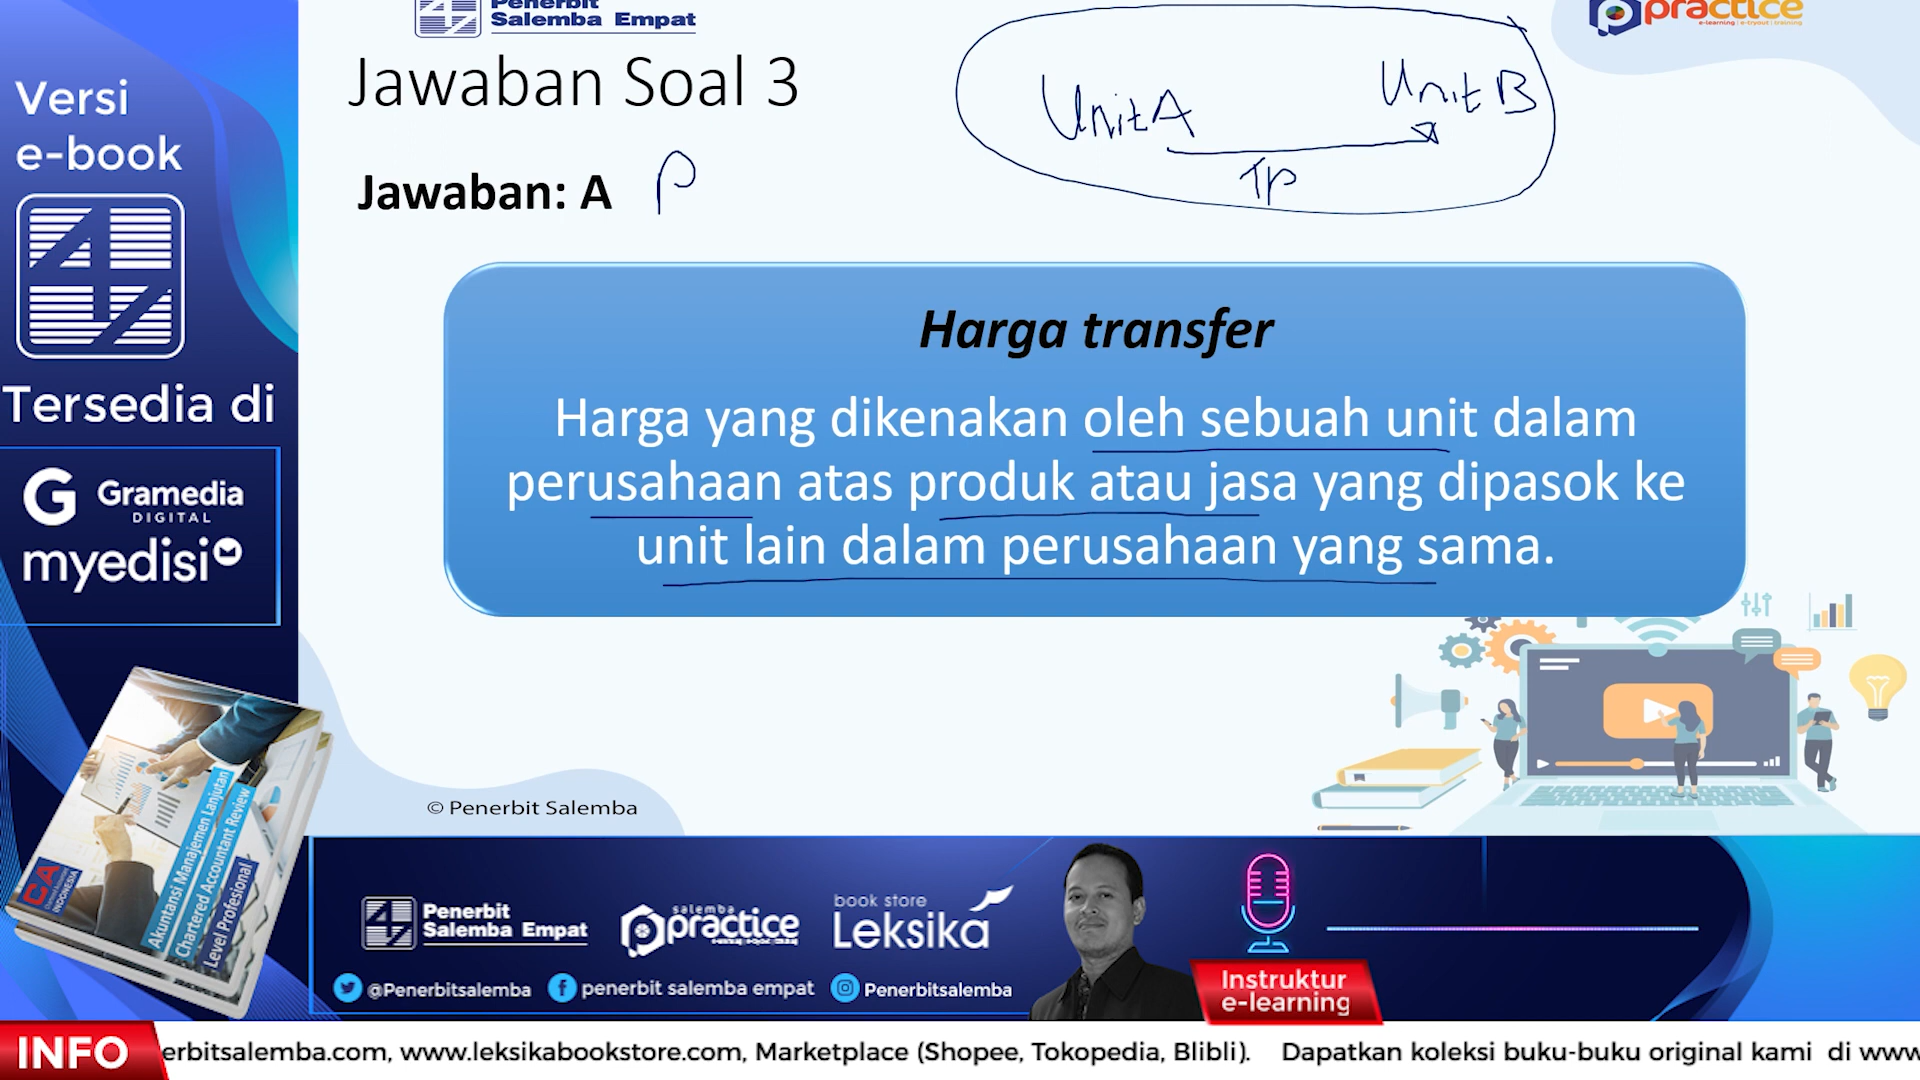 Penerbit
Salemba Empat
practice
e-learning | e-tryout | training
Jawaban Soal 3
Unit A
Unit B
TP
Jawaban: A
P
Harga transfer
Harga yang dikenakan oleh sebuah unit dalam
perusahaan atas produk atau jasa yang dipasok ke
unit lain dalam perusahaan yang sama.
© Penerbit Salemba
Versi
e-book
Tersedia di
G Gramedia
DIGITAL
myedisi
Akuntansi Manajemen Lanjutan
Chartered Accountant Review
Level Profesional
CA
INDONESIA
Penerbit
Salemba Empat
salemba
practice
book store
Leksika
@Penerbitsalemba
penerbit salemba empat
Penerbitsalemba
Instruktur
e-learning
INFO
erbitsalemba.com, www.leksikabookstore.com, Marketplace (Shopee, Tokopedia, Blibli). Dapatkan koleksi buku-buku original kami di www